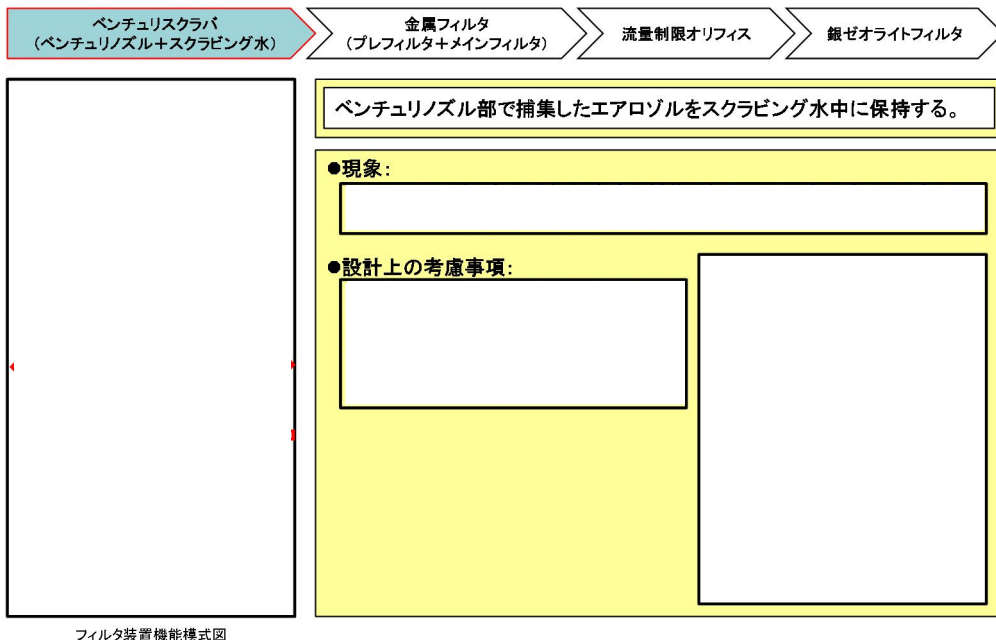 ベンチュリスクラバ
(ベンチュリノズル+スクラビング水)
金属フィルタ
(プレフィルタ+メインフィルタ)
流量制限オリフィス
銀ゼオライトフィルタ
ベンチュリノズル部で捕集したエアロゾルをスクラビング水中に保持する。
●現象:
●設計上の考慮事項:
フィルタ装置機能模式図